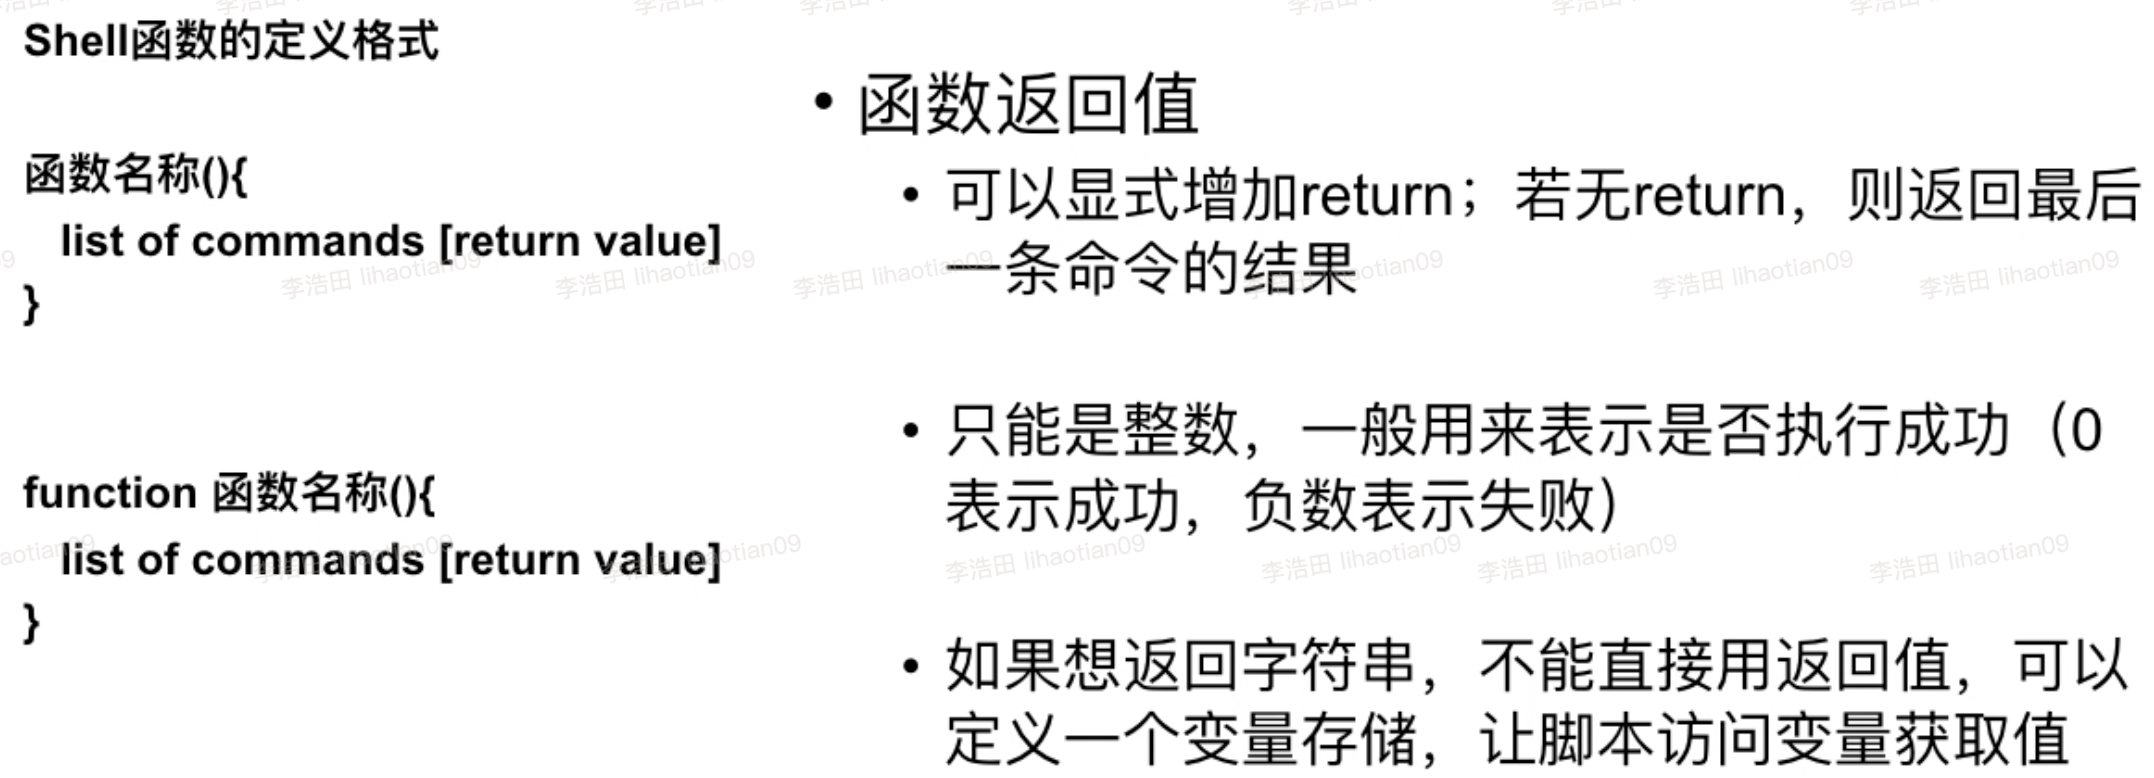 Shell函数的定义格式
函数名称(){
list of commands [return value]
}
function 函数名称(){
list of commands [return value]
}
• 函数返回值
• 可以显式增加return；若无return，则返回最后
一条命令的结果
• 只能是整数，一般用来表示是否执行成功（0
表示成功，负数表示失败）
• 如果想返回字符串，不能直接用返回值，可以
定义一个变量存储，让脚本访问变量获取值
李浩田 lihaotian09
李浩田 lihaotian09
李浩田 lihaotian09
李浩田 lihaotian09
李浩田 lihaotian09
李浩田 lihaotian09
李浩田 lihaotian09
李浩田 lihaotian09
李浩田 lihaotian09